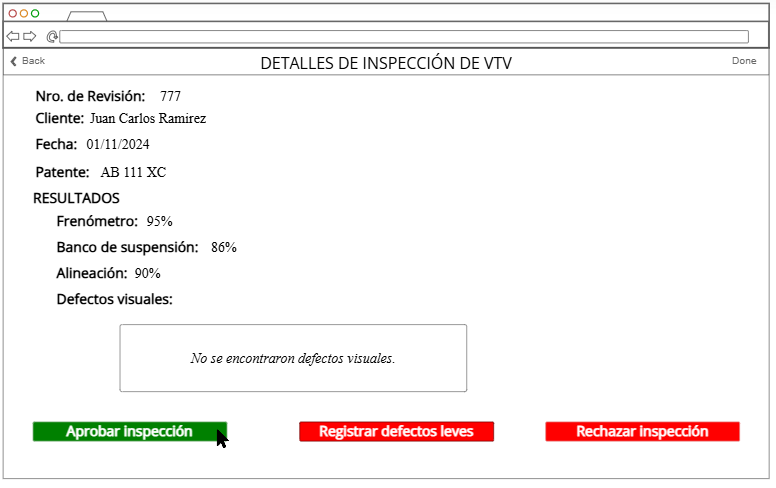 Back
DETALLES DE INSPECCIÓN DE VTV
Done
Nro. de Revisión: 777
Cliente: Juan Carlos Ramirez
Fecha: 01/11/2024
Patente: AB 111 XC
RESULTADOS
Frenómetro: 95%
Banco de suspensión: 86%
Alineación: 90%
Defectos visuales:
No se encontraron defectos visuales.
Aprobar inspección
Registrar defectos leves
Rechazar inspección